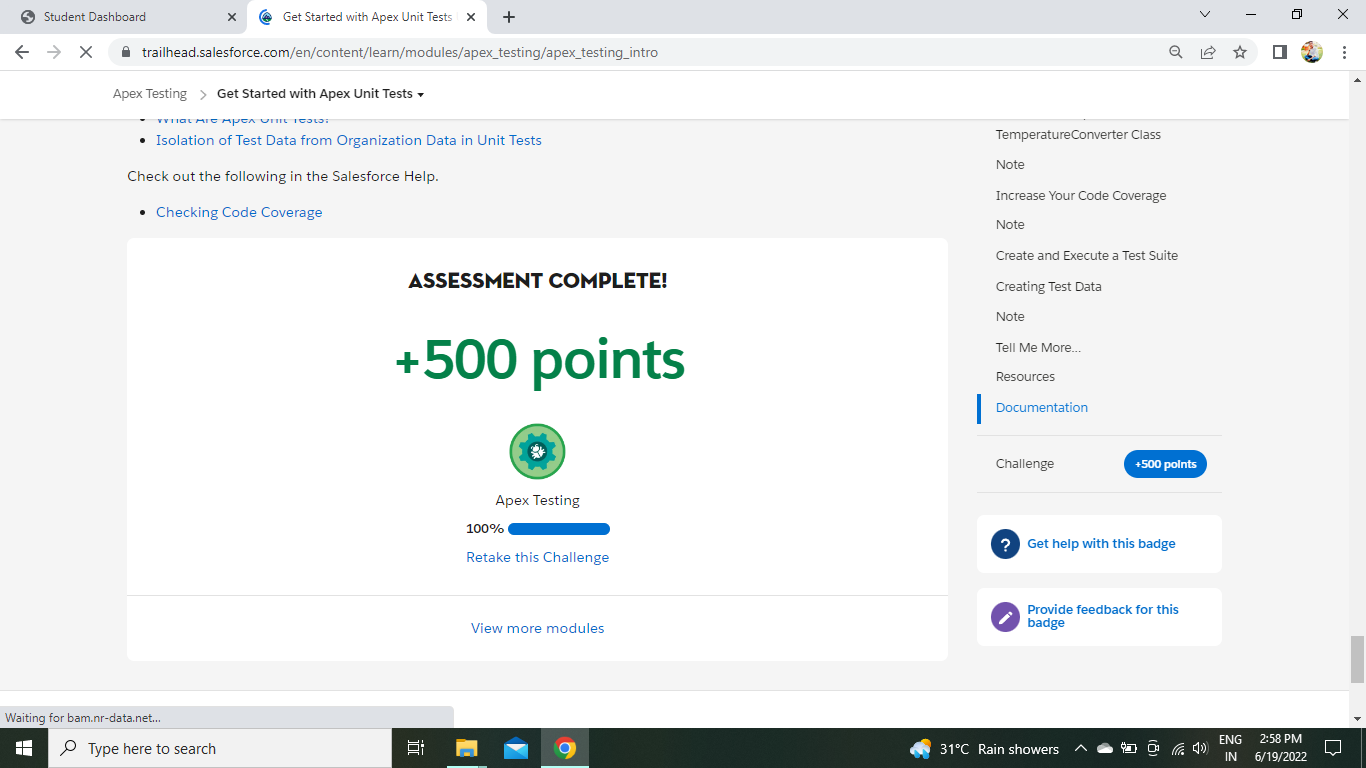 Student Dashboard
Get Started with Apex Unit Tests
trailhead.salesforce.com/en/content/learn/modules/apex_testing/apex_testing_intro
Apex Testing
Get Started with Apex Unit Tests
What Are Apex Unit Tests?
Isolation of Test Data from Organization Data in Unit Tests
Check out the following in the Salesforce Help.
Checking Code Coverage
ASSESSMENT COMPLETE!
+500 points
Apex Testing
100%
Retake this Challenge
View more modules
TemperatureConverter Class
Note
Increase Your Code Coverage
Note
Create and Execute a Test Suite
Creating Test Data
Note
Tell Me More...
Resources
Documentation
Challenge
+500 points
? Get help with this badge
Provide feedback for this
badge
Waiting for bam.nr-data.net...
Type here to search
31°C Rain showers
ENG
IN
2:58 PM
6/19/2022